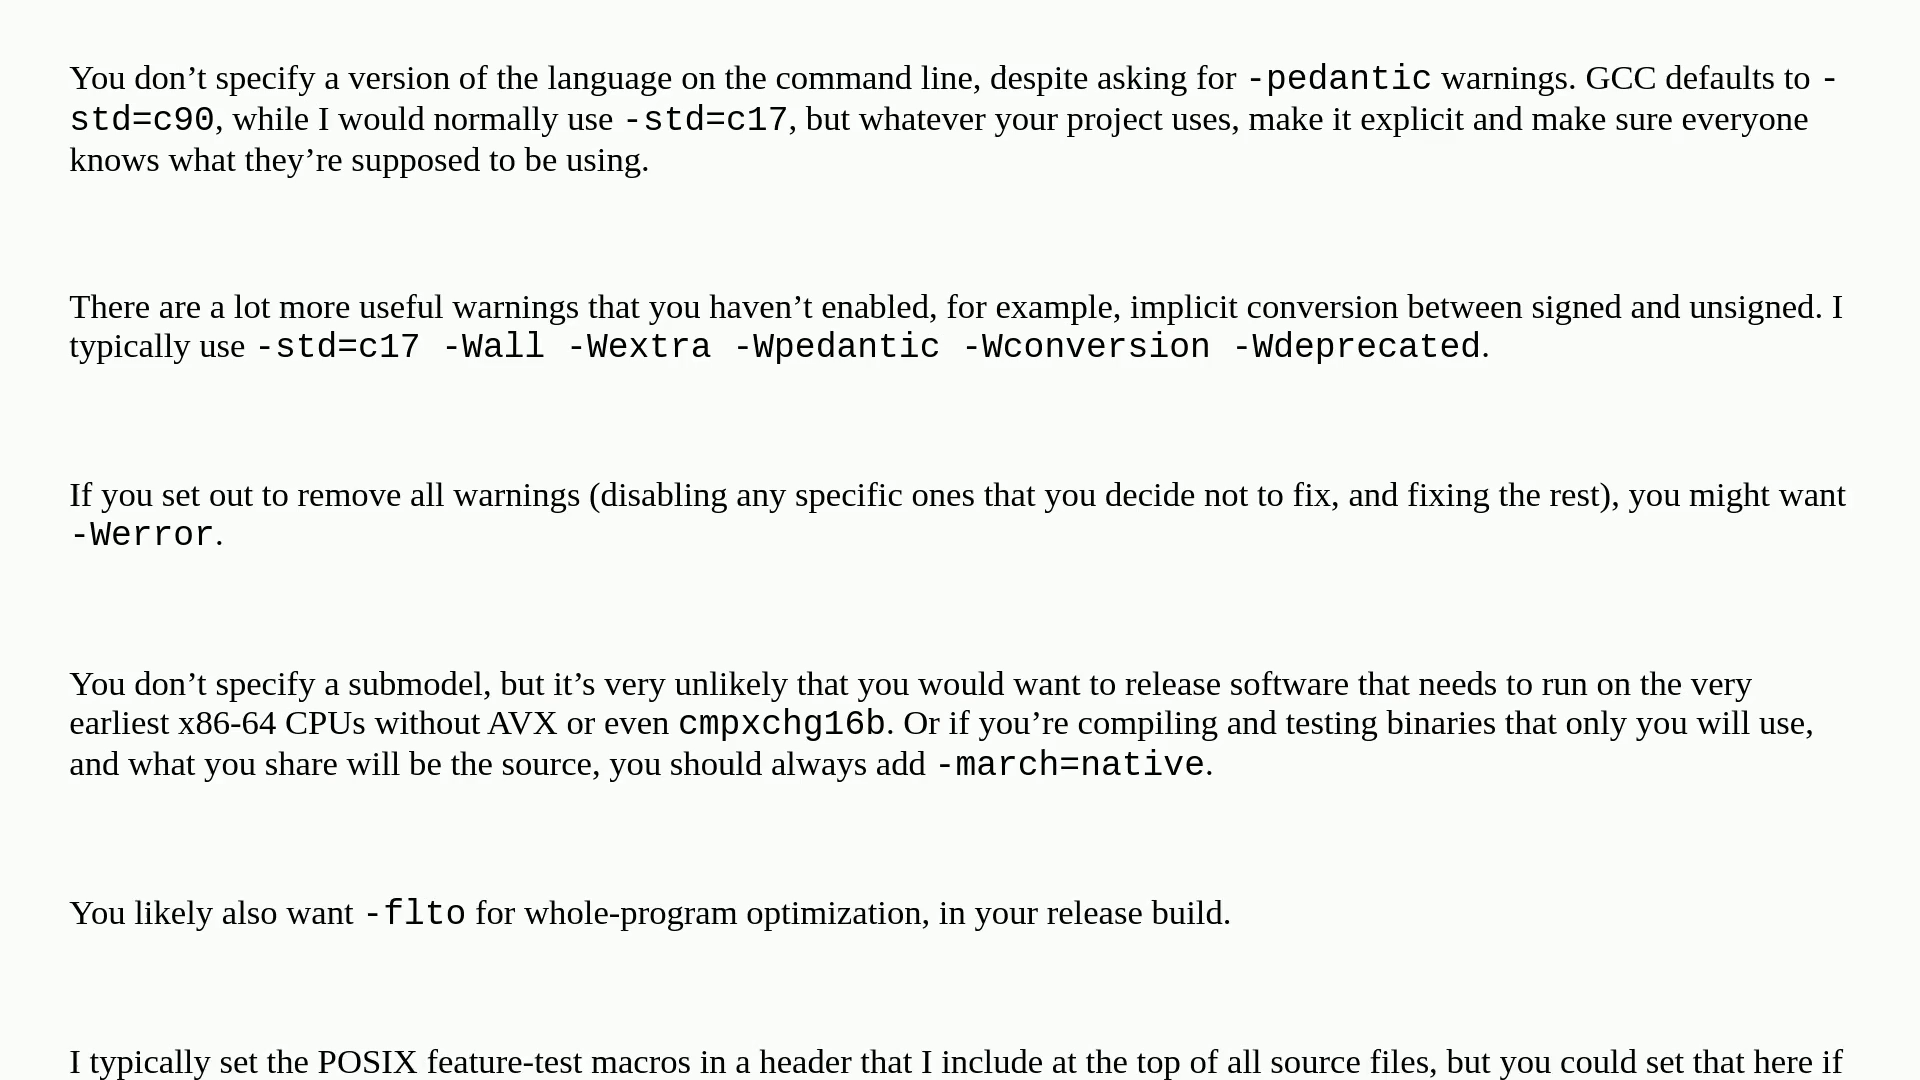 You don’t specify a version of the language on the command line, despite asking for -pedantic warnings. GCC defaults to -
std=c90, while I would normally use -std=c17, but whatever your project uses, make it explicit and make sure everyone
knows what they’re supposed to be using.
There are a lot more useful warnings that you haven’t enabled, for example, implicit conversion between signed and unsigned. I
typically use -std=c17 -Wall -Wextra -Wpedantic -Wconversion -Wdeprecated.
If you set out to remove all warnings (disabling any specific ones that you decide not to fix, and fixing the rest), you might want
-Werror.
You don’t specify a submodel, but it’s very unlikely that you would want to release software that needs to run on the very
earliest x86-64 CPUs without AVX or even cmpxchg16b. Or if you’re compiling and testing binaries that only you will use,
and what you share will be the source, you should always add -march=native.
You likely also want -flto for whole-program optimization, in your release build.
I typically set the POSIX feature-test macros in a header that I include at the top of all source files, but you could set that here if